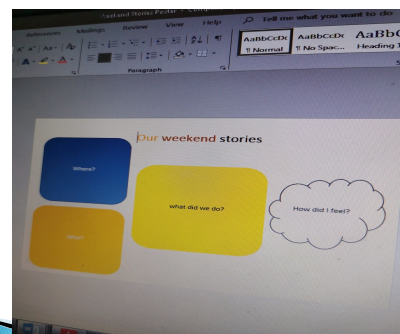 References Mailings Review View Help Tell me what you want to do
Paragraph
AaBbCcDc AaBbCcDc AaBbC
¶ Normal ¶ No Spac... Heading 1
Our weekend stories
Where?
what did we do?
How did I feel?